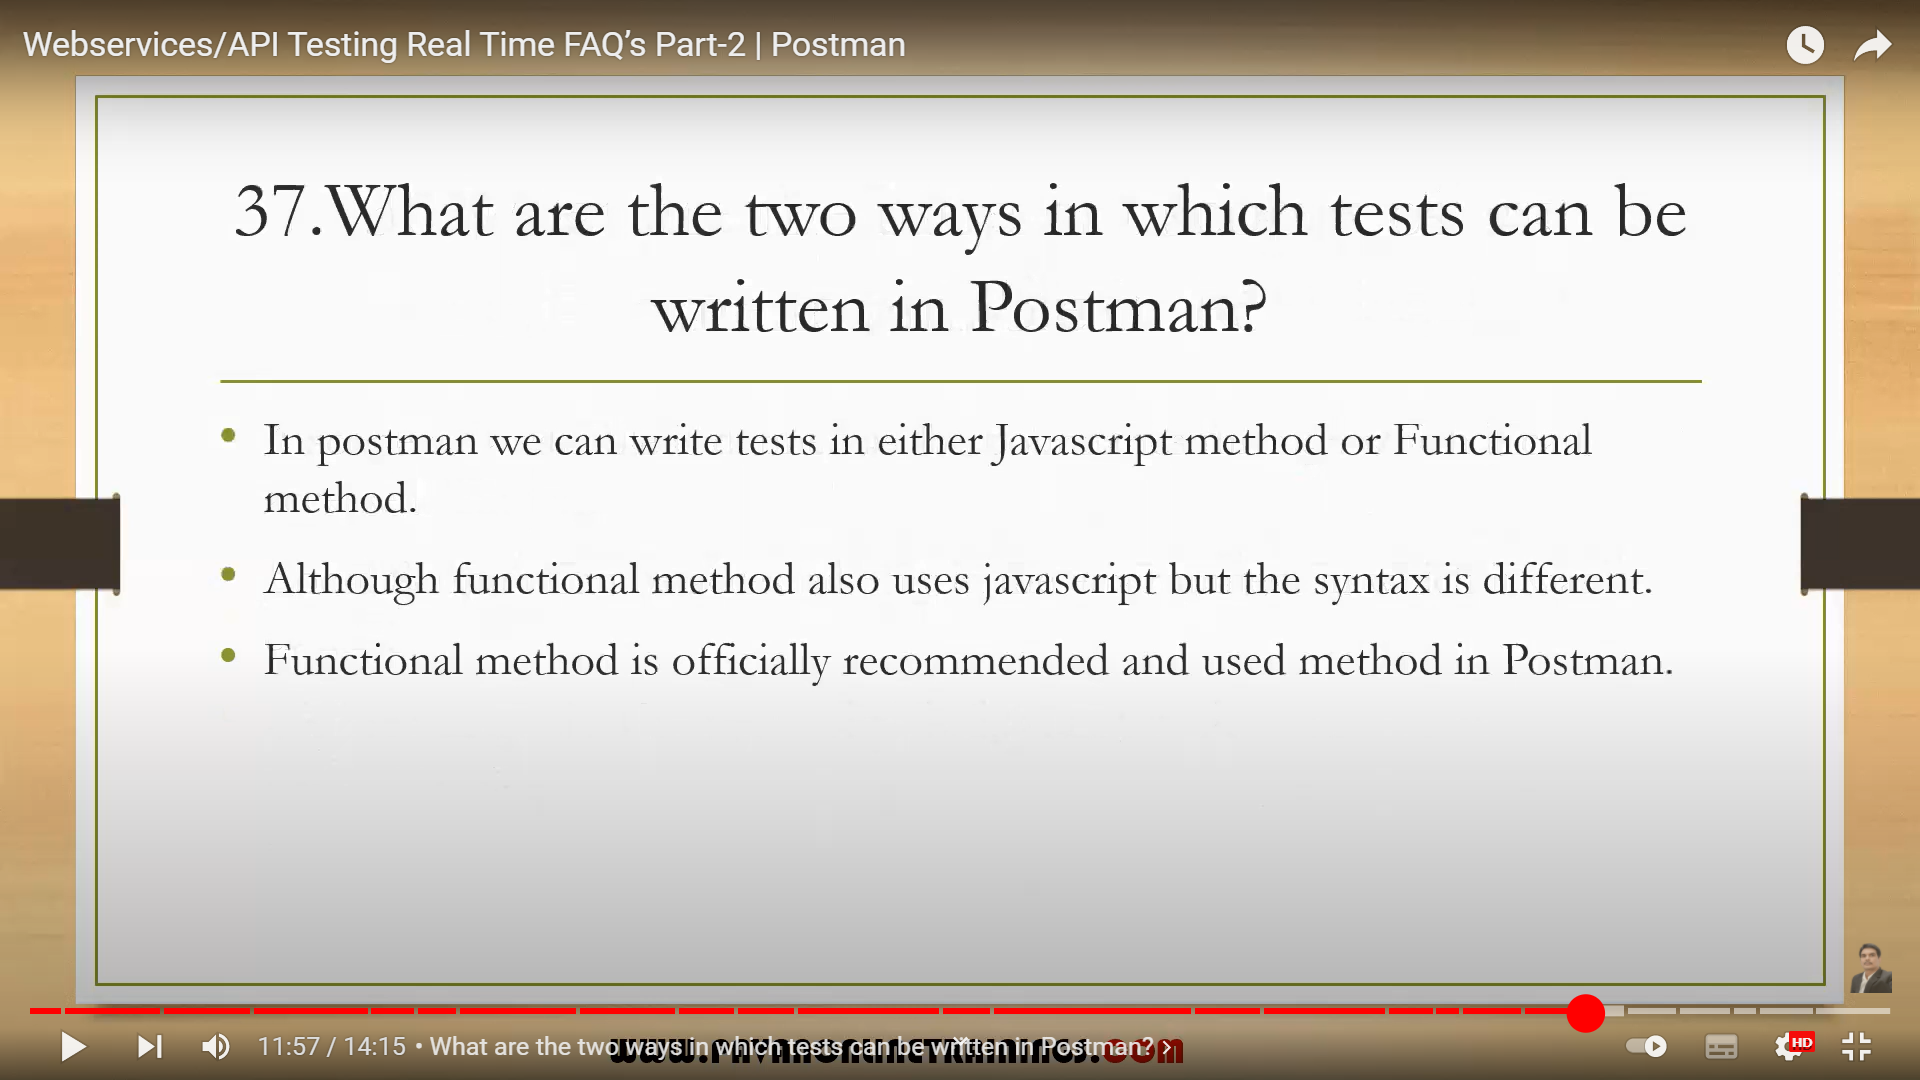 Webservices/API Testing Real Time FAQ’s Part-2 | Postman
37.What are the two ways in which tests can be
written in Postman?
• In postman we can write tests in either Javascript method or Functional
method.
• Although functional method also uses javascript but the syntax is different.
• Functional method is officially recommended and used method in Postman.
11:57 / 14:15 • What are the two ways in which tests can be written in Postman? ›
HD